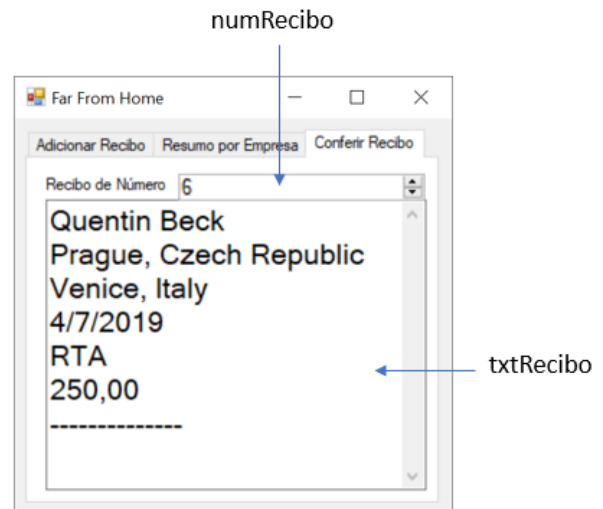 numRecibo
Far From Home
Adicionar Recibo Resumo por Empresa Conferir Recibo
Recibo de Número 6
Quentin Beck
Prague, Czech Republic
Venice, Italy
4/7/2019
RTA
250,00
--------------
txtRecibo